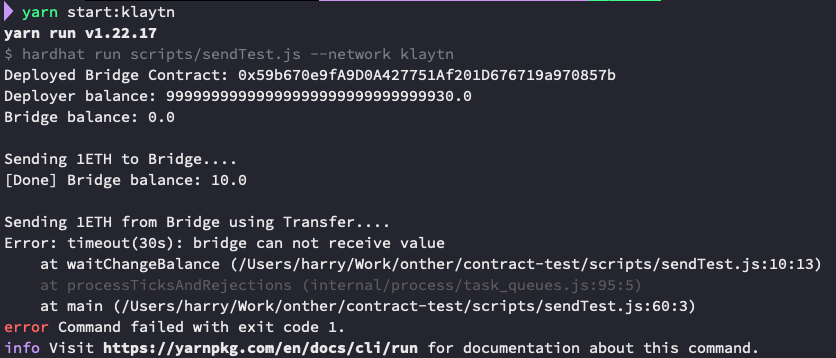 yarn start:klaytn
yarn run v1.22.17
$ hardhat run scripts/sendTest.js --network klaytn
Deployed Bridge Contract: 0x59b670e9fA9D0A427751Af201D676719a970857b
Deployer balance: 99999999999999999999999999999930.0
Bridge balance: 0.0
Sending 1ETH to Bridge....
[Done] Bridge balance: 10.0
Sending 1ETH from Bridge using Transfer....
Error: timeout(30s): bridge can not receive value
at waitChangeBalance (/Users/harry/Work/onther/contract-test/scripts/sendTest.js:10:13)
at processTicksAndRejections (internal/process/task_queues.js:95:5)
at main (/Users/harry/Work/onther/contract-test/scripts/sendTest.js:60:3)
error Command failed with exit code 1.
info Visit https://yarnpkg.com/en/docs/cli/run for documentation about this command.